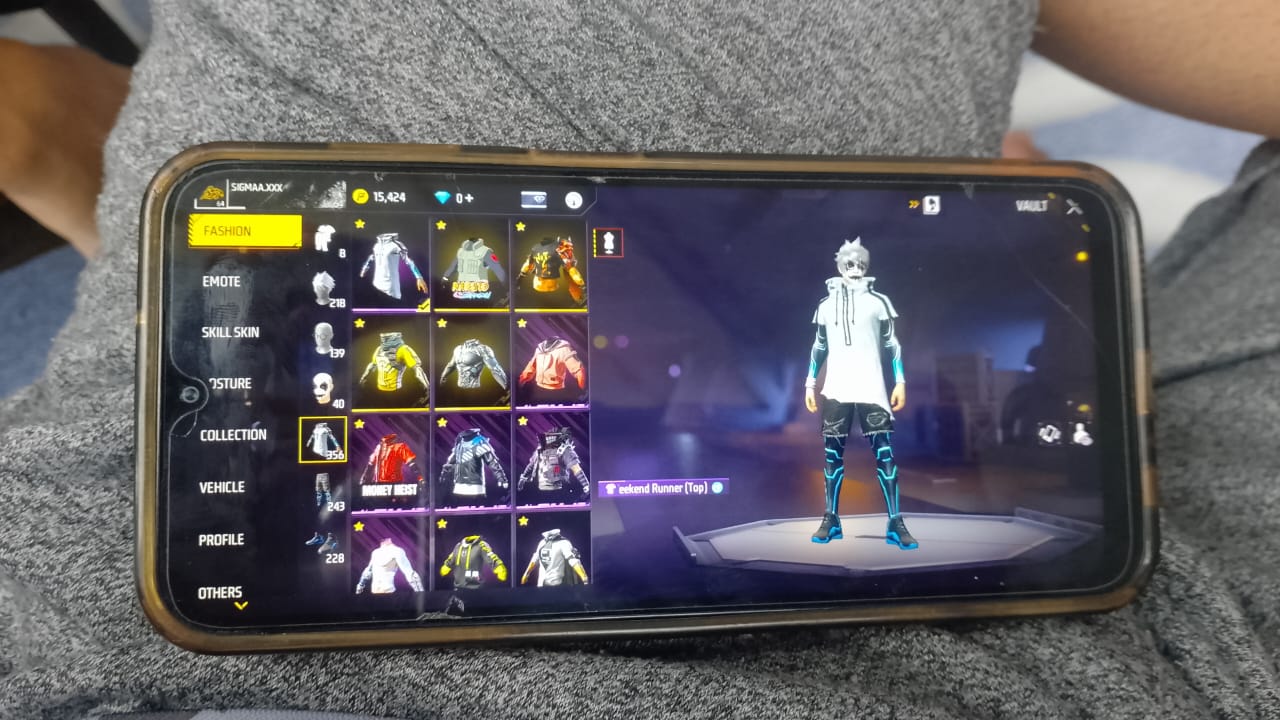 64
SIGMAA.XXX
15,424
0+
VAULT
FASHION
EMOTE
SKILL SKIN
OSTURE
COLLECTION
VEHICLE
PROFILE
OTHERS
8
218
139
40
356
243
228
NARUTO
MONEY HEIST
eekend Runner (Top)